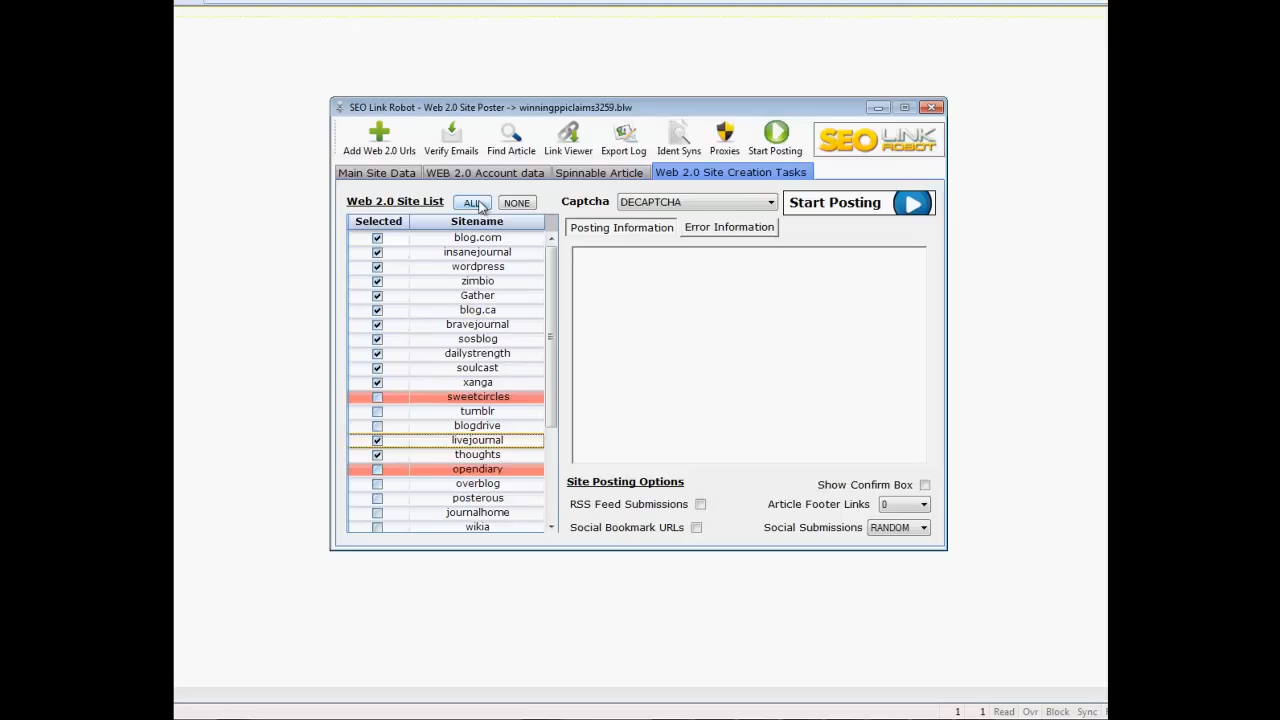 SEO Link Robot - Web 2.0 Site Poster -> winningppiclaims3259.blw
Add Web 2.0 Urls Verify Emails Find Article Link Viewer Export Log Ident Syns Proxies Start Posting
SEO LINK
ROBOT
Main Site Data WEB 2.0 Account data Spinnable Article Web 2.0 Site Creation Tasks
Web 2.0 Site List ALL NONE Captcha DECAPTCHA Start Posting
Selected Sitename
Posting Information Error Information
blog.com
insanejournal
wordpress
zimbio
Gather
blog.ca
bravejournal
sosblog
dailystrength
soulcast
xanga
sweetcircles
tumblr
blogdrive
livejournal
thoughts
opendiary
overblog
posterous
journalhome
wikia
Site Posting Options
Show Confirm Box
RSS Feed Submissions Article Footer Links 0
Social Bookmark URLs Social Submissions RANDOM
1 1 Read Ovr Block Sync